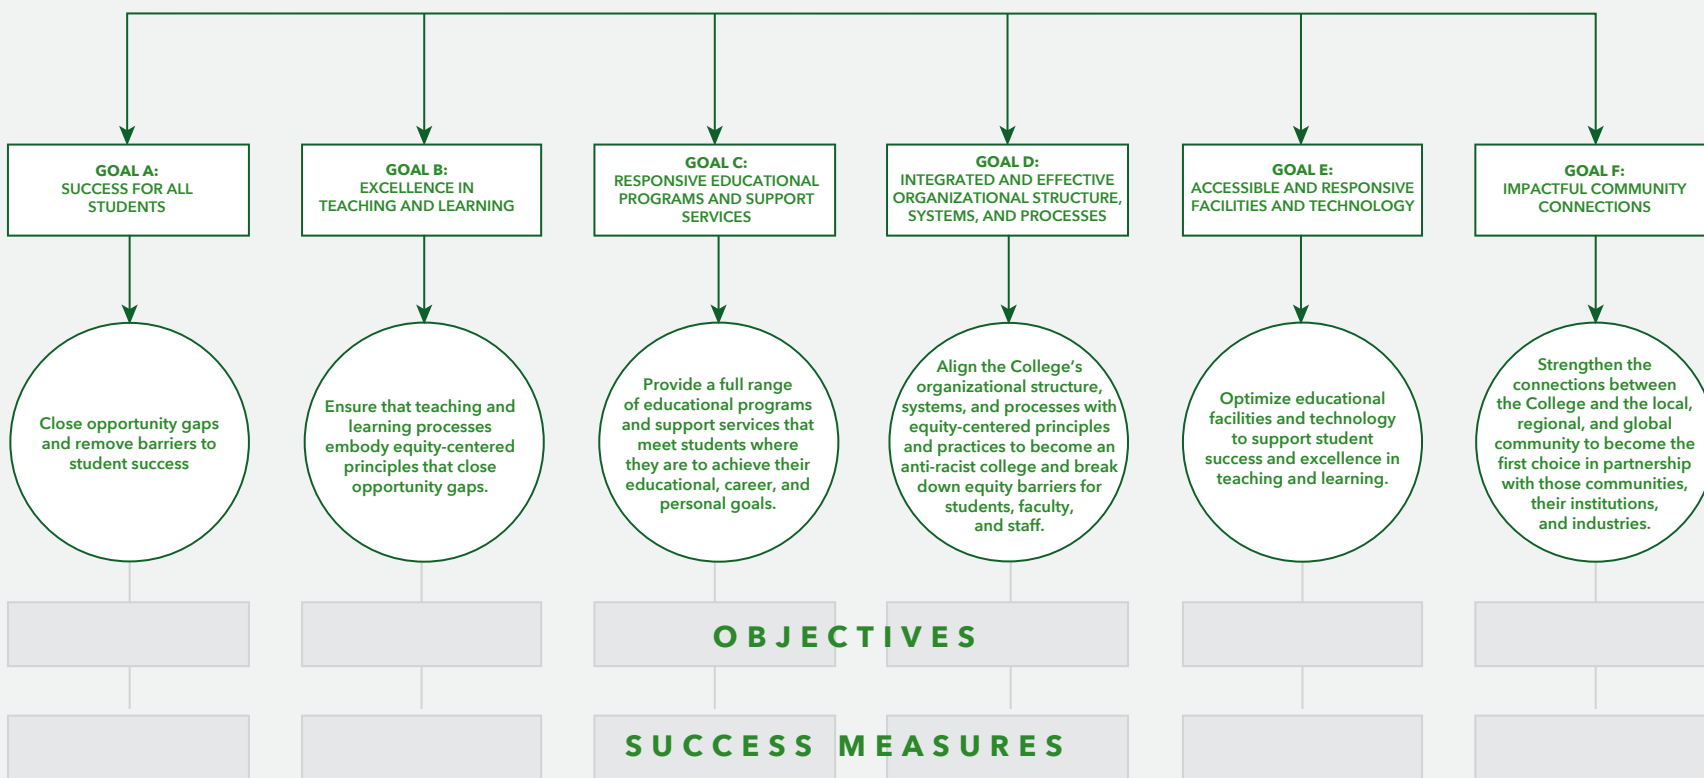 GOAL A:
SUCCESS FOR ALL
STUDENTS
GOAL B:
EXCELLENCE IN
TEACHING AND LEARNING
GOAL C:
RESPONSIVE EDUCATIONAL
PROGRAMS AND SUPPORT
SERVICES
GOAL D:
INTEGRATED AND EFFECTIVE
ORGANIZATIONAL STRUCTURE,
SYSTEMS, AND PROCESSES
GOAL E:
ACCESSIBLE AND RESPONSIVE
FACILITIES AND TECHNOLOGY
GOAL F:
IMPACTFUL COMMUNITY
CONNECTIONS
Close opportunity gaps
and remove barriers to
student success
Ensure that teaching and
learning processes
embody equity-centered
principles that close
opportunity gaps.
Provide a full range
of educational programs
and support services that
meet students where
they are to achieve their
educational, career, and
personal goals.
Align the College's
organizational structure,
systems, and processes with
equity-centered principles
and practices to become an
anti-racist college and break
down equity barriers for
students, faculty,
and staff.
Optimize educational
facilities and technology
to support student
success and excellence in
teaching and learning.
Strengthen the
connections between
the College and the local,
regional, and global
community to become the
first choice in partnership
with those communities,
their institutions,
and industries.
OBJECTIVES
SUCCESS MEASURES